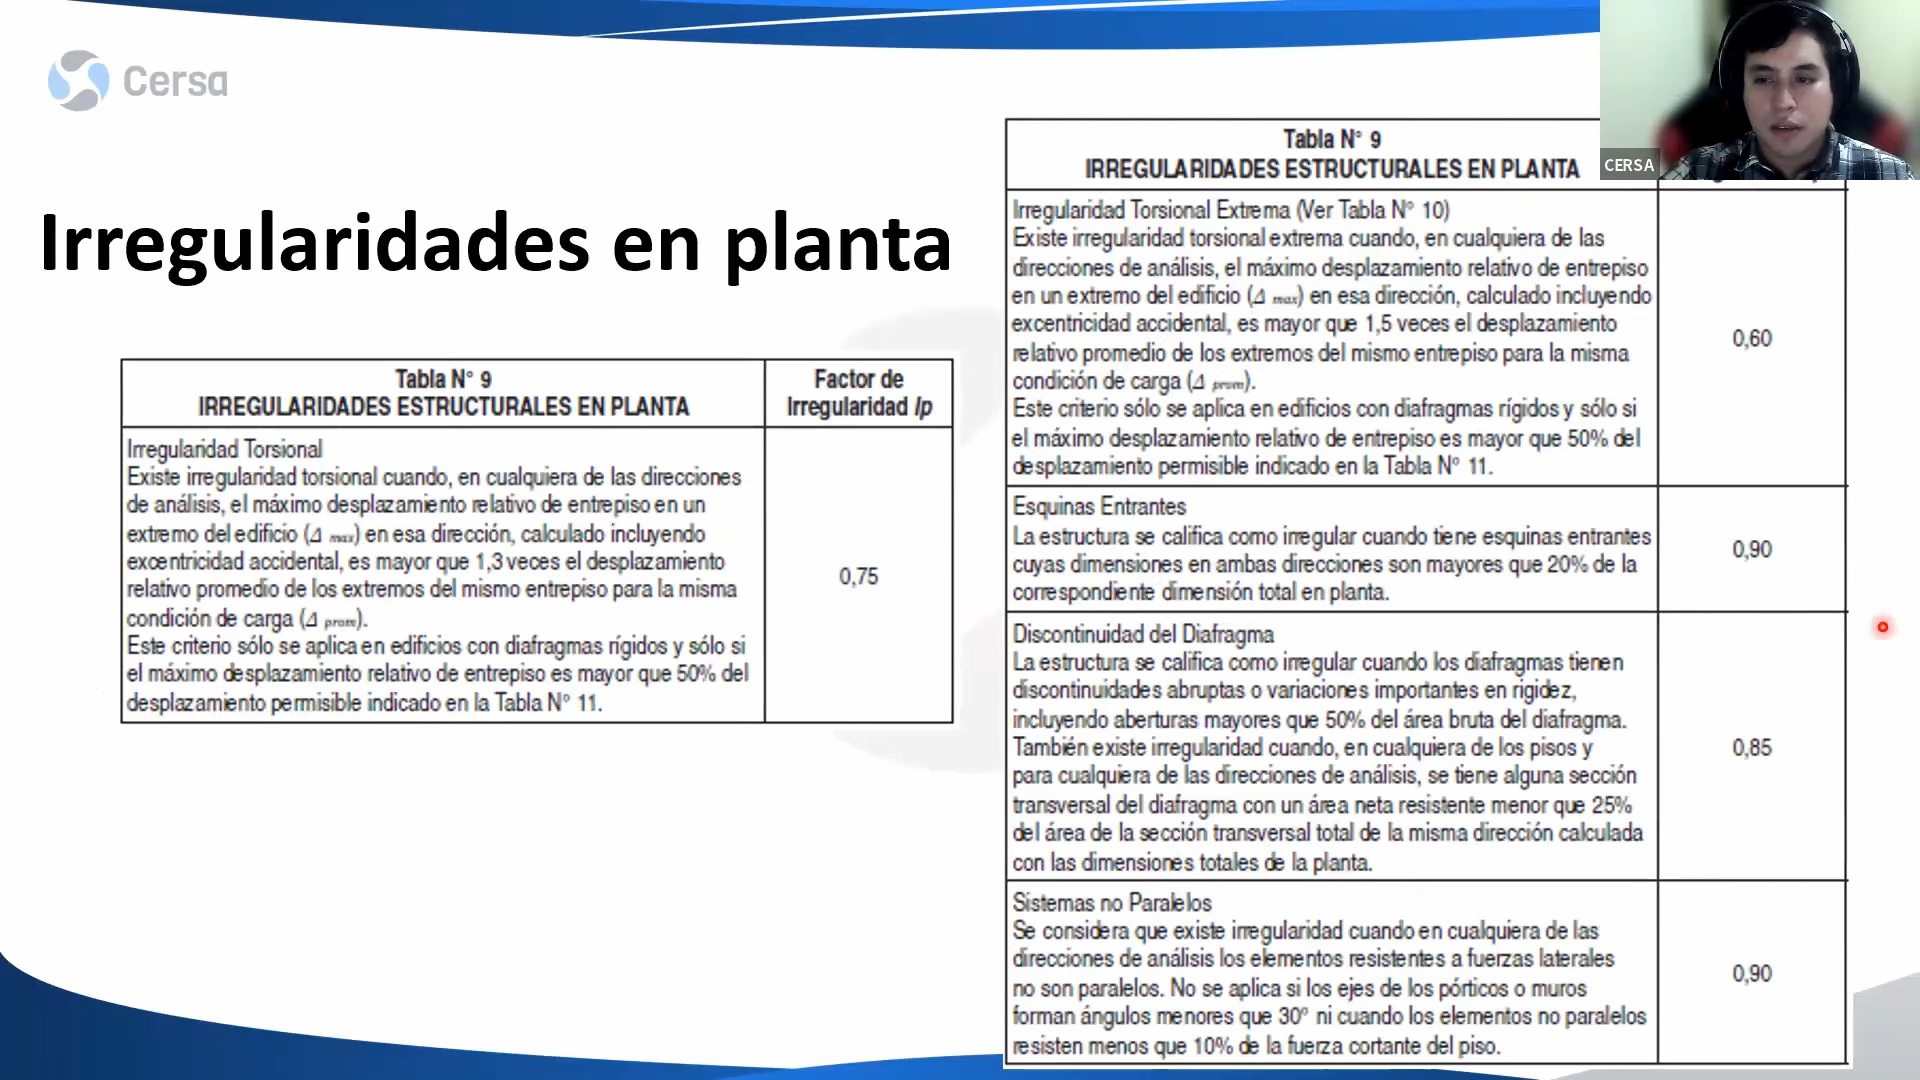 Cersa
Irregularidades en planta
Tabla N° 9
IRREGULARIDADES ESTRUCTURALES EN PLANTA
Factor de
Irregularidad Ip
Irregularidad Torsional
Existe irregularidad torsional cuando, en cualquiera de las direcciones
de análisis, el máximo desplazamiento relativo de entrepiso en un
extremo del edificio (Δ max) en esa dirección, calculado incluyendo
excentricidad accidental, es mayor que 1,3 veces el desplazamiento
relativo promedio de los extremos del mismo entrepiso para la misma
condición de carga (Δ prom).
Este criterio sólo se aplica en edificios con diafragmas rígidos y sólo si
el máximo desplazamiento relativo de entrepiso es mayor que 50% del
desplazamiento permisible indicado en la Tabla N° 11.
0,75
Tabla N° 9
IRREGULARIDADES ESTRUCTURALES EN PLANTA
Irregularidad Torsional Extrema (Ver Tabla N° 10)
Existe irregularidad torsional extrema cuando, en cualquiera de las
direcciones de análisis, el máximo desplazamiento relativo de entrepiso
en un extremo del edificio (Δ max) en esa dirección, calculado incluyendo
excentricidad accidental, es mayor que 1,5 veces el desplazamiento
relativo promedio de los extremos del mismo entrepiso para la misma
condición de carga (Δ prom).
Este criterio sólo se aplica en edificios con diafragmas rígidos y sólo si
el máximo desplazamiento relativo de entrepiso es mayor que 50% del
desplazamiento permisible indicado en la Tabla N° 11.
0,60
Esquinas Entrantes
La estructura se califica como irregular cuando tiene esquinas entrantes
cuyas dimensiones en ambas direcciones son mayores que 20% de la
correspondiente dimensión total en planta.
0,90
Discontinuidad del Diafragma
La estructura se califica como irregular cuando los diafragmas tienen
discontinuidades abruptas o variaciones importantes en rigidez,
incluyendo aberturas mayores que 50% del área bruta del diafragma.
También existe irregularidad cuando, en cualquiera de los pisos y
para cualquiera de las direcciones de análisis, se tiene alguna sección
transversal del diafragma con un área neta resistente menor que 25%
del área de la sección transversal total de la misma dirección calculada
con las dimensiones totales de la planta.
0,85
Sistemas no Paralelos
Se considera que existe irregularidad cuando en cualquiera de las
direcciones de análisis los elementos resistentes a fuerzas laterales
no son paralelos. No se aplica si los ejes de los pórticos o muros
forman ángulos menores que 30° ni cuando los elementos no paralelos
resisten menos que 10% de la fuerza cortante del piso.
0,90
CERSA